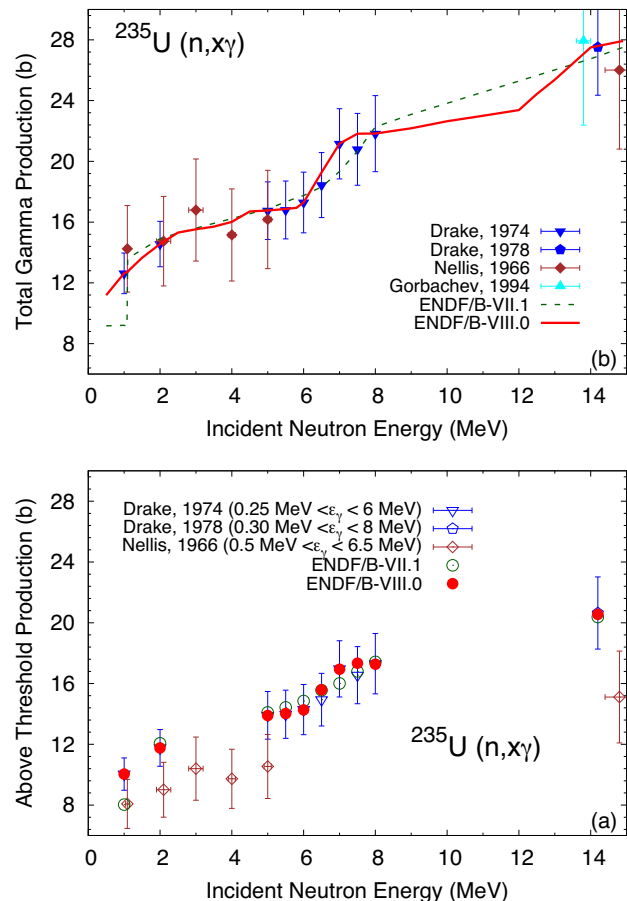 28
24
20
16
12
8
Total Gamma Production (b)
²³⁵U (n,xγ)
Drake, 1974
Drake, 1978
Nellis, 1966
Gorbachev, 1994
ENDF/B-VII.1
ENDF/B-VIII.0
(b)
0 2 4 6 8 10 12 14
Incident Neutron Energy (MeV)
28
24
20
16
12
8
Above Threshold Production (b)
Drake, 1974 (0.25 MeV <εγ < 6 MeV)
Drake, 1978 (0.30 MeV <εγ < 8 MeV)
Nellis, 1966 (0.5 MeV <εγ < 6.5 MeV)
ENDF/B-VII.1
ENDF/B-VIII.0
²³⁵U (n,xγ)
(a)
0 2 4 6 8 10 12 14
Incident Neutron Energy (MeV)